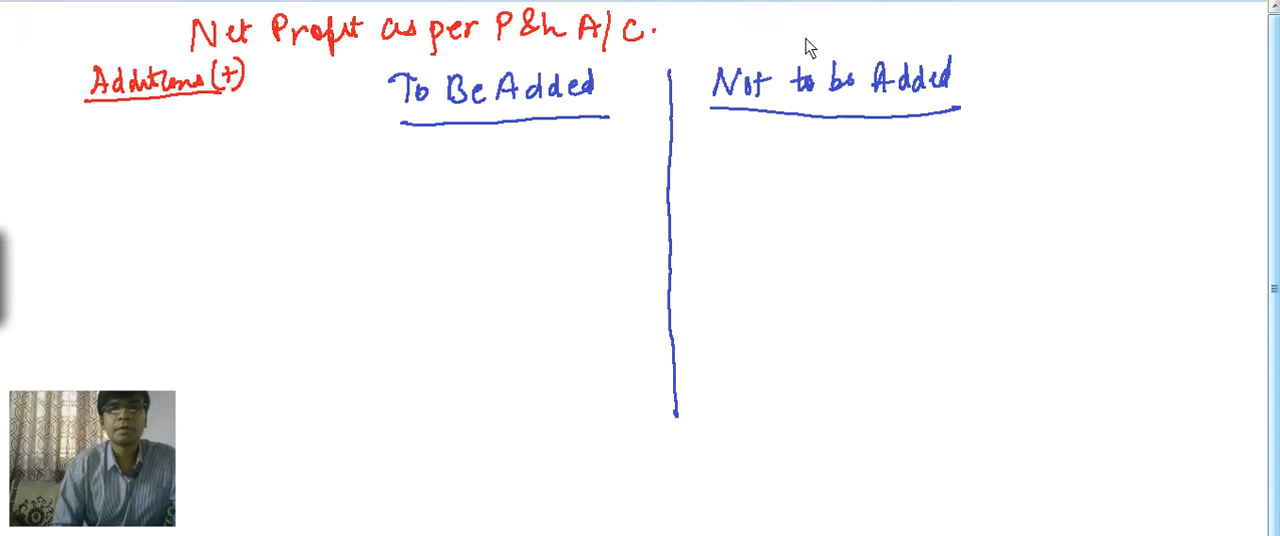 Net Profit as per P&L A/C.
Additions (+)
To Be Added
Not to be Added